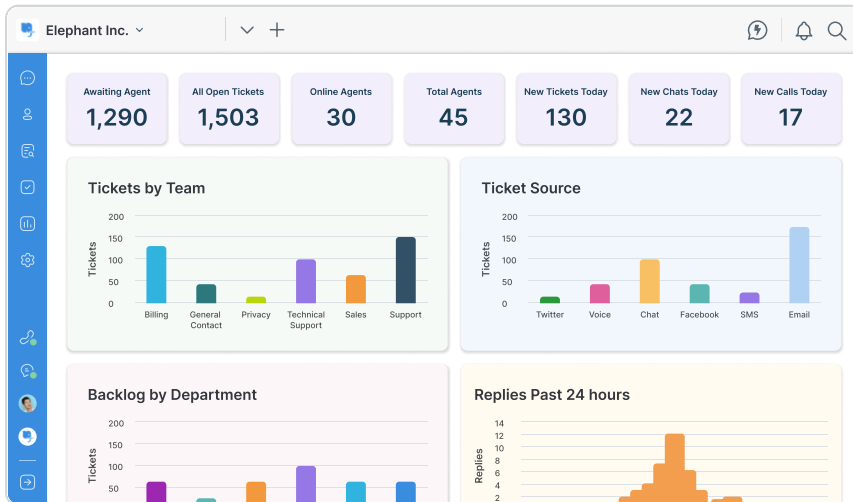 Elephant Inc.
Awaiting Agent
1,290
All Open Tickets
1,503
Online Agents
30
Total Agents
45
New Tickets Today
130
New Chats Today
22
New Calls Today
17
Tickets by Team
Tickets
200
150
100
50
0
Billing
General
Contact
Privacy
Technical
Support
Sales
Support
Ticket Source
Tickets
200
150
100
50
0
Twitter
Voice
Chat
Facebook
SMS
Email
Backlog by Department
Tickets
200
150
100
50
Replies Past 24 hours
Replies
14
12
10
8
6
4
2